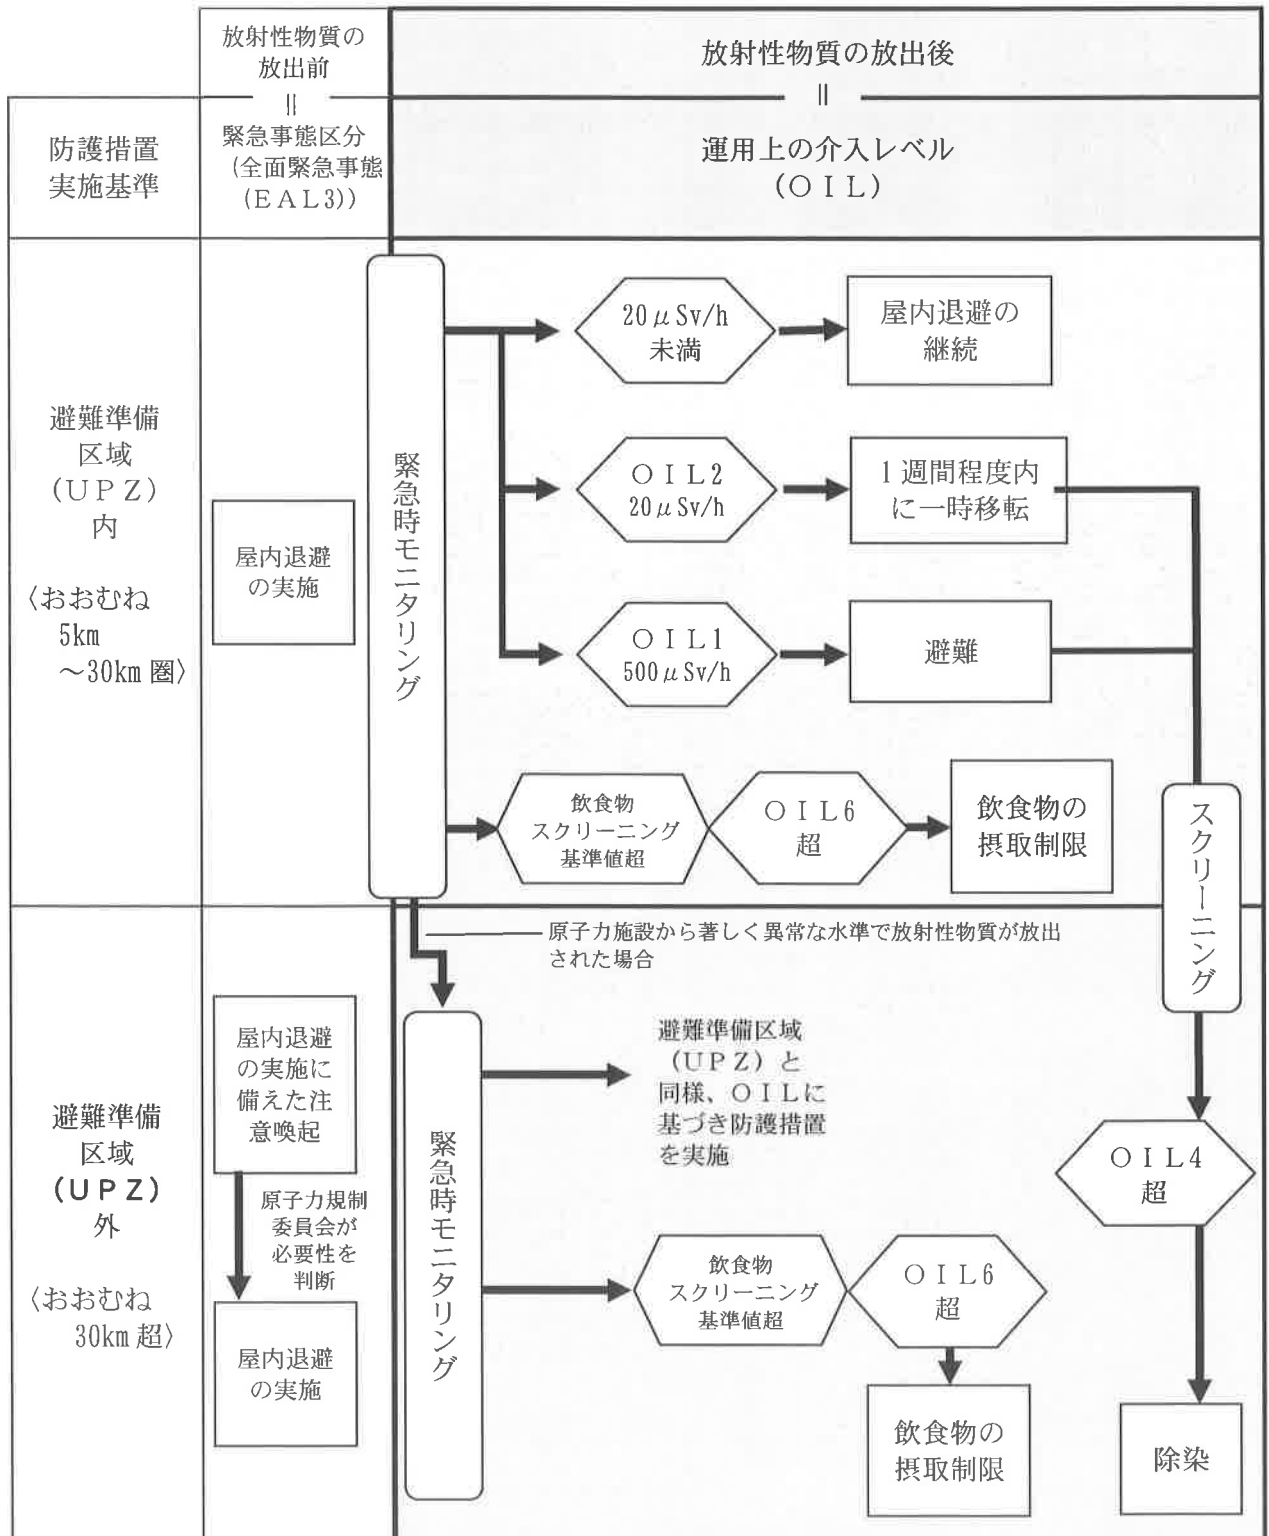 放射性物質の
放出前
॥
緊急事態区分
(全面緊急事態
(EAL3))
放射性物質の放出後
॥
運用上の介入レベル
(OIL)
防護措置
実施基準
避難準備
区域
(UPZ)
内
〈おおむね
5km
~30km圏〉
屋内退避
の実施
緊急時モニタリング
20μSv/h
未満
屋内退避の
継続
OIL2
20μSv/h
1週間程度内
に一時移転
OIL1
500μSv/h
避難
飲食物
スクリーニング
基準値超
OIL6
超
飲食物の
摂取制限
スクリーニング
原子力施設から著しく異常な水準で放射性物質が放出
された場合
避難準備
区域
(UPZ)
外
〈おおむね
30km超〉
屋内退避
の実施に
備えた注
意喚起
原子力規制
委員会が
必要性を
判断
屋内退避
の実施
緊急時モニタリング
避難準備区域
(UPZ)と
同様、OILに
基づき防護措置
を実施
飲食物
スクリーニング
基準値超
OIL6
超
飲食物の
摂取制限
OIL4
超
除染